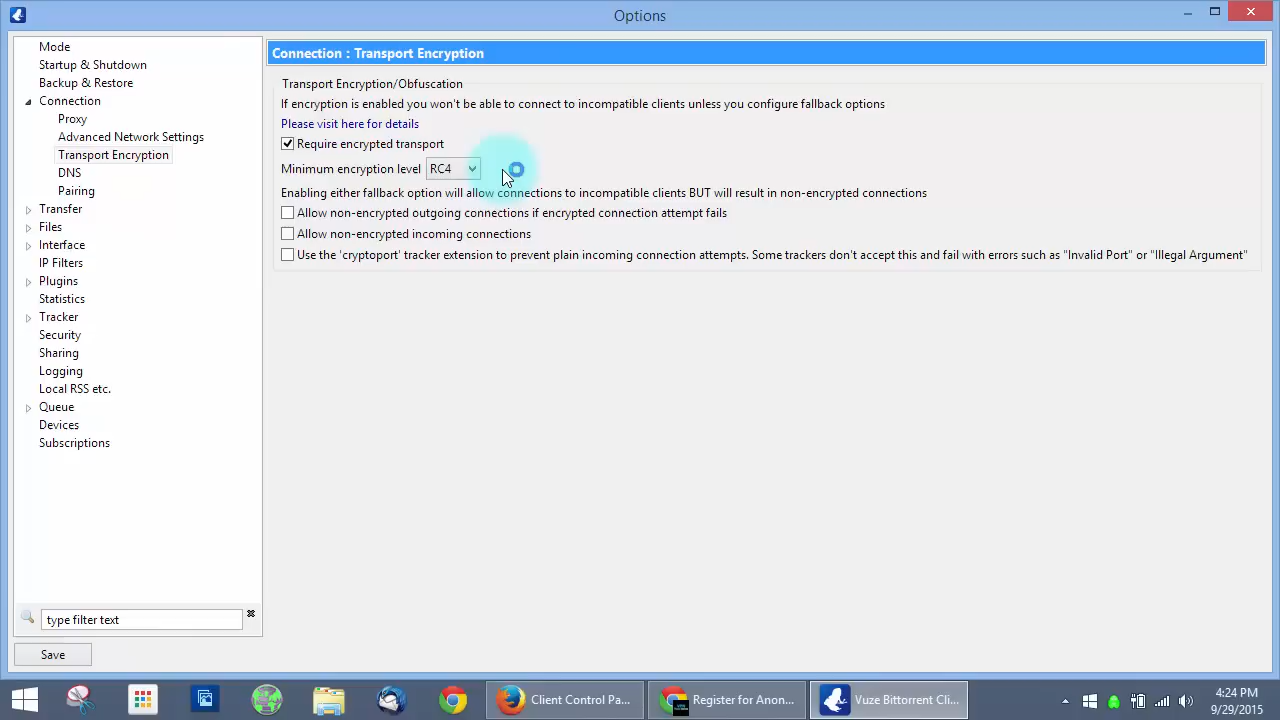 Options
Mode
Startup & Shutdown
Backup & Restore
Connection
Proxy
Advanced Network Settings
Transport Encryption
DNS
Pairing
Transfer
Files
Interface
IP Filters
Plugins
Statistics
Tracker
Security
Sharing
Logging
Local RSS etc.
Queue
Devices
Subscriptions
type filter text
Save
Connection : Transport Encryption
Transport Encryption/Obfuscation
If encryption is enabled you won't be able to connect to incompatible clients unless you configure fallback options
Please visit here for details
Require encrypted transport
Minimum encryption level RC4
Enabling either fallback option will allow connections to incompatible clients BUT will result in non-encrypted connections
Allow non-encrypted outgoing connections if encrypted connection attempt fails
Allow non-encrypted incoming connections
Use the 'cryptoport' tracker extension to prevent plain incoming connection attempts. Some trackers don't accept this and fail with errors such as "Invalid Port" or "Illegal Argument"
Client Control Pa...
Register for Anon...
Vuze Bittorrent Cli...
4:24 PM
9/29/2015